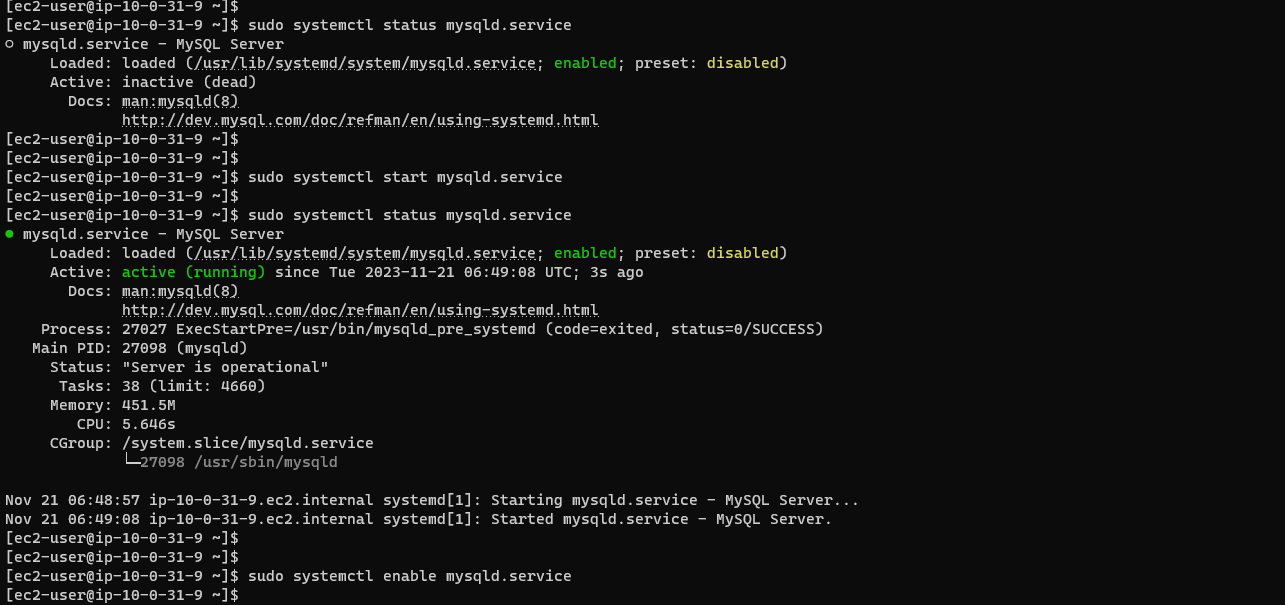 [ec2-user@ip-10-0-31-9 ~]$
[ec2-user@ip-10-0-31-9 ~]$ sudo systemctl status mysqld.service
○ mysqld.service - MySQL Server
     Loaded: loaded (/usr/lib/systemd/system/mysqld.service; enabled; preset: disabled)
     Active: inactive (dead)
       Docs: man:mysqld(8)
             http://dev.mysql.com/doc/refman/en/using-systemd.html
[ec2-user@ip-10-0-31-9 ~]$
[ec2-user@ip-10-0-31-9 ~]$
[ec2-user@ip-10-0-31-9 ~]$ sudo systemctl start mysqld.service
[ec2-user@ip-10-0-31-9 ~]$
[ec2-user@ip-10-0-31-9 ~]$ sudo systemctl status mysqld.service
● mysqld.service - MySQL Server
     Loaded: loaded (/usr/lib/systemd/system/mysqld.service; enabled; preset: disabled)
     Active: active (running) since Tue 2023-11-21 06:49:08 UTC; 3s ago
       Docs: man:mysqld(8)
             http://dev.mysql.com/doc/refman/en/using-systemd.html
    Process: 27027 ExecStartPre=/usr/bin/mysqld_pre_systemd (code=exited, status=0/SUCCESS)
   Main PID: 27098 (mysqld)
     Status: "Server is operational"
      Tasks: 38 (limit: 4660)
     Memory: 451.5M
        CPU: 5.646s
     CGroup: /system.slice/mysqld.service
             └─27098 /usr/sbin/mysqld

Nov 21 06:48:57 ip-10-0-31-9.ec2.internal systemd[1]: Starting mysqld.service - MySQL Server...
Nov 21 06:49:08 ip-10-0-31-9.ec2.internal systemd[1]: Started mysqld.service - MySQL Server.
[ec2-user@ip-10-0-31-9 ~]$
[ec2-user@ip-10-0-31-9 ~]$
[ec2-user@ip-10-0-31-9 ~]$ sudo systemctl enable mysqld.service
[ec2-user@ip-10-0-31-9 ~]$